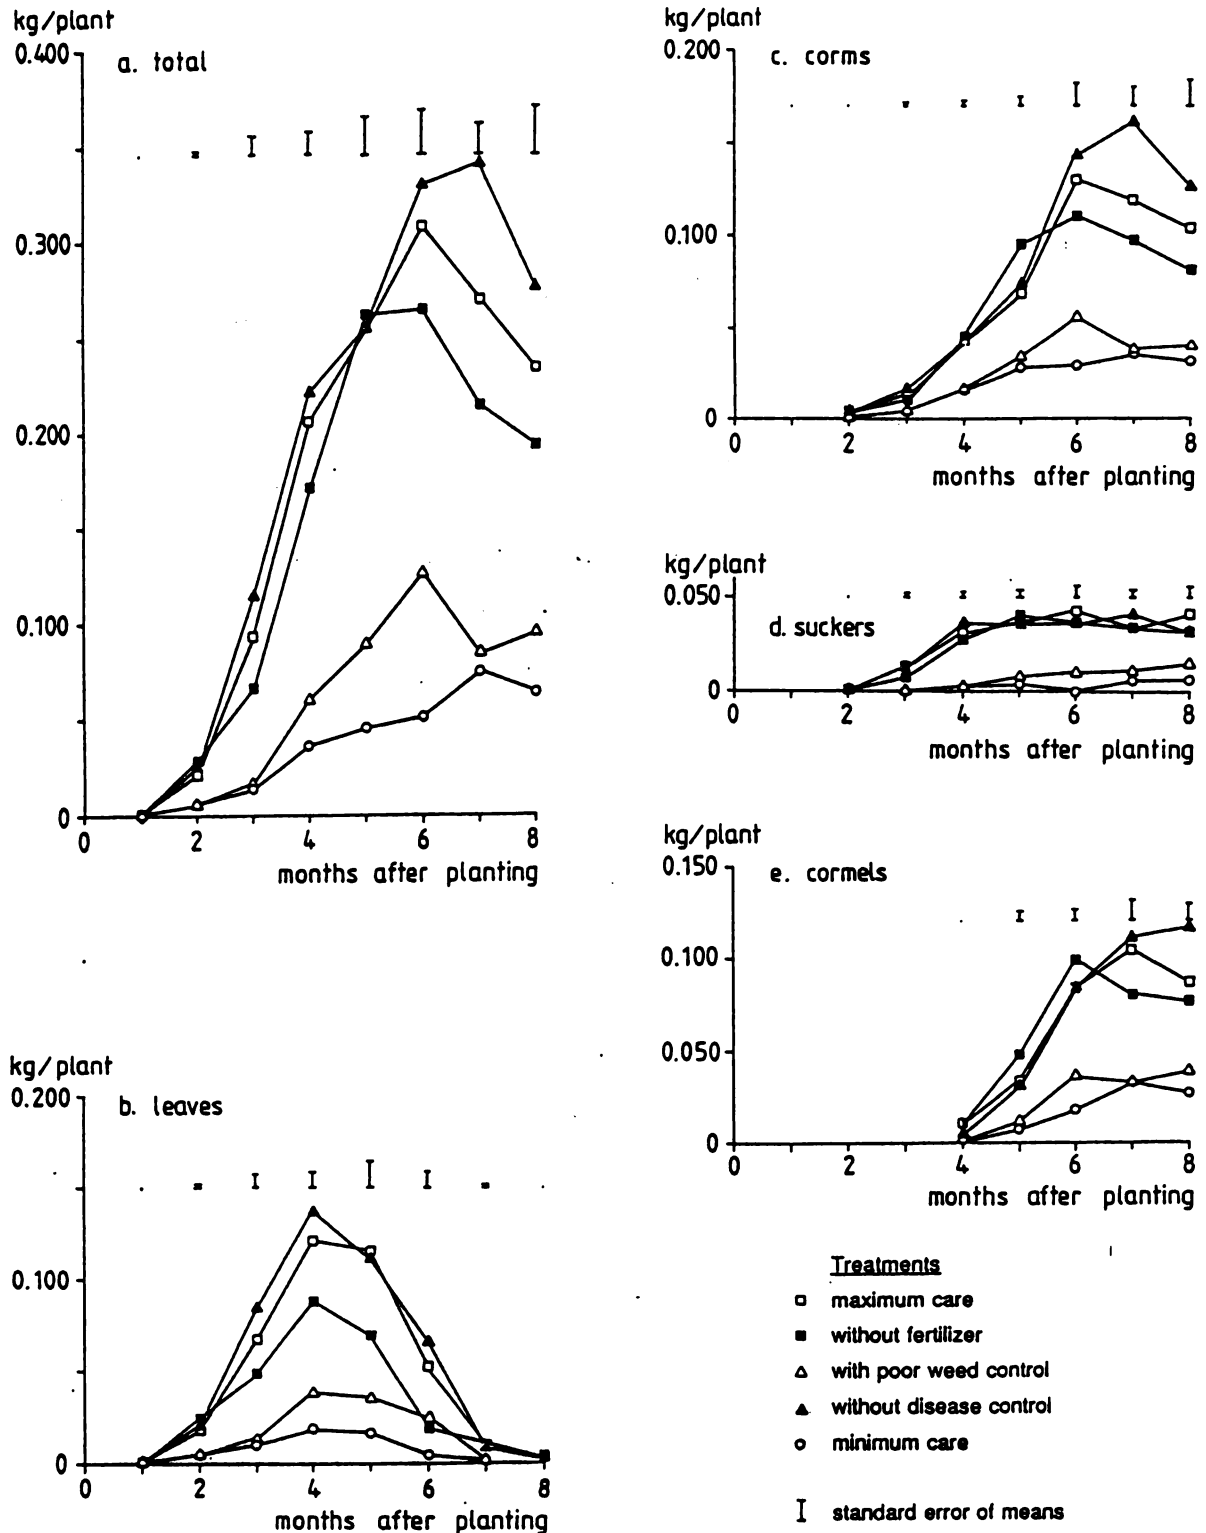 kg/plant
0.400
a. total
0.300
0.200
0.100
0
0 2 4 6 8
months after planting
kg/plant
0.200
b. leaves
0.100
0
0 2 4 6 8
months after planting
kg/plant
0.200
c. corms
0.100
0
0 2 4 6 8
months after planting
kg/plant
0.050
d. suckers
0
0 2 4 6 8
months after planting
kg/plant
0.150
e. cormels
0.100
0.050
0
0 2 4 6 8
months after planting
Treatments
maximum care
without fertilizer
with poor weed control
without disease control
minimum care
standard error of means